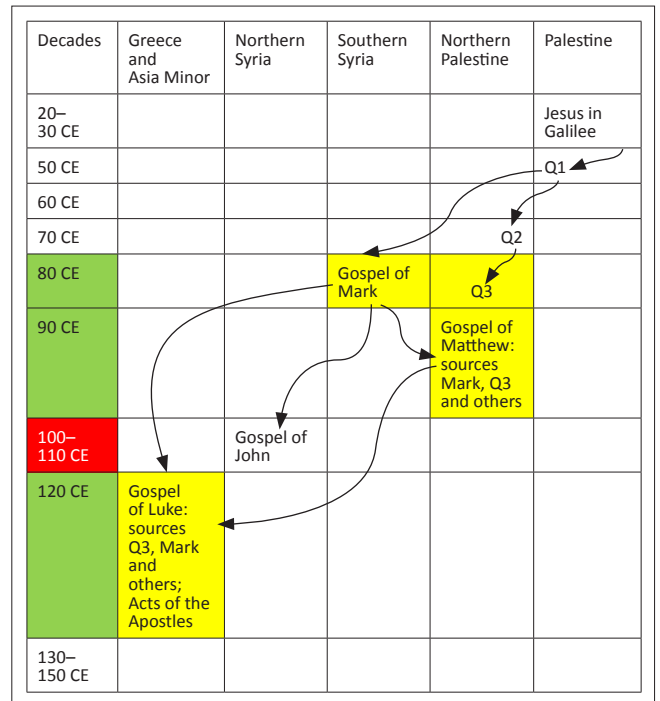 Decades
Greece
and
Asia Minor
Northern
Syria
Southern
Syria
Northern
Palestine
Palestine
20–
30 CE
Jesus in
Galilee
50 CE
Q1
60 CE
70 CE
Q2
80 CE
Gospel of
Mark
Q3
90 CE
Gospel of
Matthew:
sources
Mark, Q3
and others
100–
110 CE
Gospel of
John
120 CE
Gospel
of Luke:
sources
Q3, Mark
and
others;
Acts of the
Apostles
130–
150 CE